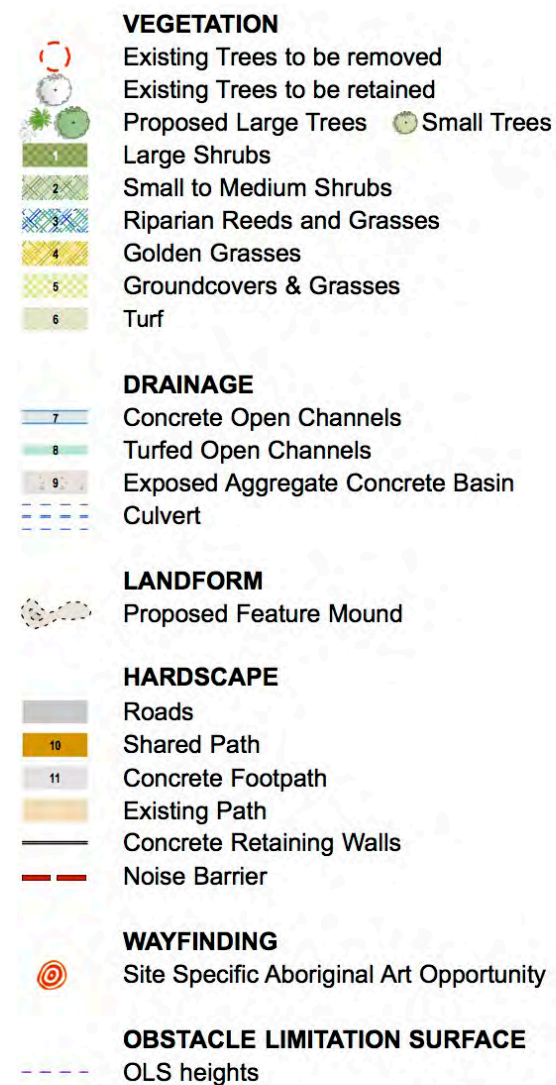 VEGETATION
Existing Trees to be removed
Existing Trees to be retained
Proposed Large Trees Small Trees
1 Large Shrubs
2 Small to Medium Shrubs
3 Riparian Reeds and Grasses
4 Golden Grasses
5 Groundcovers & Grasses
6 Turf
DRAINAGE
7 Concrete Open Channels
8 Turfed Open Channels
9 Exposed Aggregate Concrete Basin
Culvert
LANDFORM
Proposed Feature Mound
HARDSCAPE
Roads
10 Shared Path
11 Concrete Footpath
Existing Path
Concrete Retaining Walls
Noise Barrier
WAYFINDING
Site Specific Aboriginal Art Opportunity
OBSTACLE LIMITATION SURFACE
OLS heights